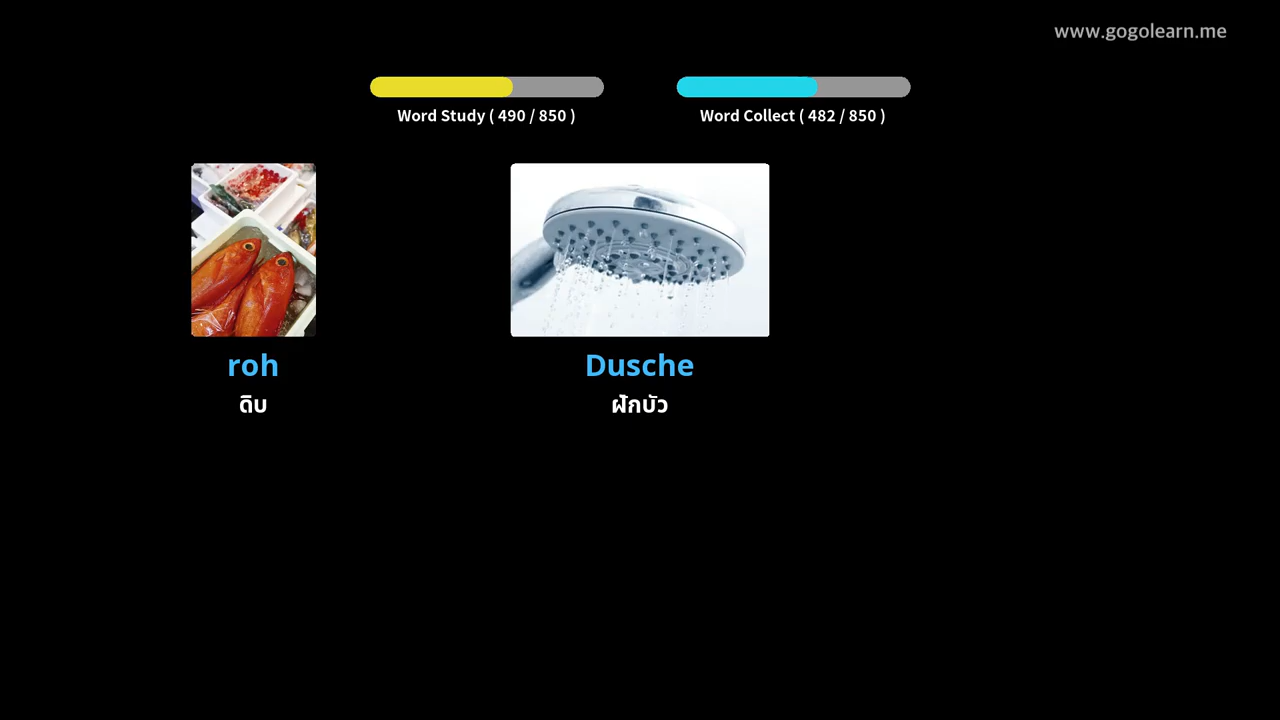 www.gogolearn.me
Word Study ( 490 / 850 )
Word Collect ( 482 / 850 )
roh
ดิบ
Dusche
ฝักบัว